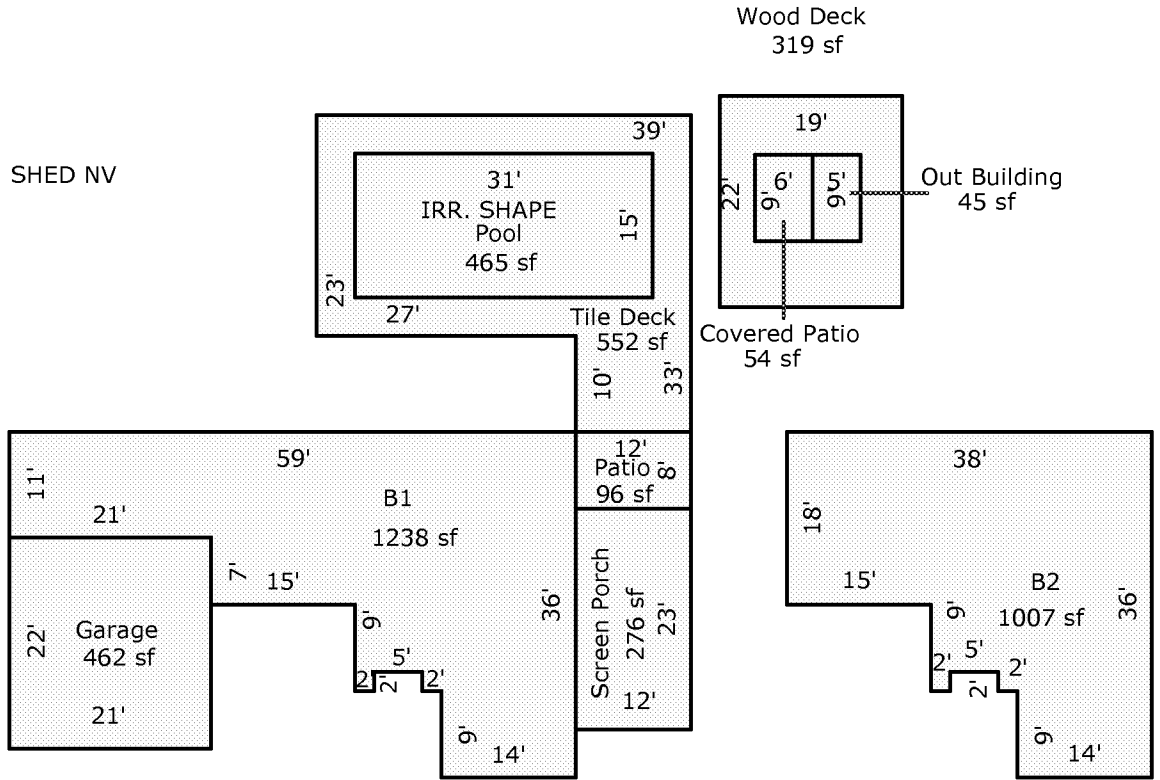 Wood Deck
319 sf
39'
19'
SHED NV
31'
IRR. SHAPE
Pool
465 sf
15'
23'
27'
22'
6'
9'
5'
9'
Out Building
45 sf
Tile Deck
552 sf
Covered Patio
54 sf
10'
33'
59'
11'
21'
B1
1238 sf
12'
Patio
8'
96 sf
38'
18'
7'
15'
36'
9'
5'
2'
2'
2'
9'
14'
Garage
462 sf
22'
21'
Screen Porch
276 sf
23'
12'
15'
B2
1007 sf
36'
9'
5'
2'
2'
2'
9'
14'